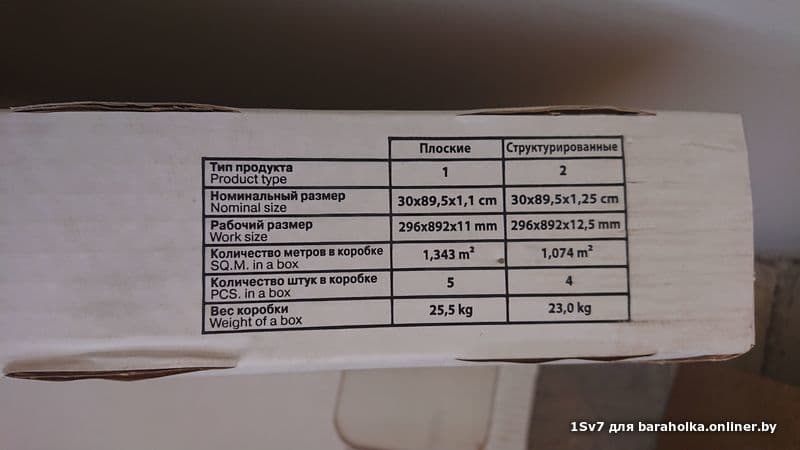 Плоские Структурированные
Тип продукта 1 2
Product type
Номинальный размер 30x89,5x1,1 cm 30x89,5x1,25 cm
Nominal size
Рабочий размер 296x892x11 mm 296x892x12,5 mm
Work size
Количество метров в коробке 1,343 m² 1,074 m²
SQ.M. in a box
Количество штук в коробке 5 4
PCS. in a box
Вес коробки 25,5 kg 23,0 kg
Weight of a box
1Sv7 для baraholka.onliner.by